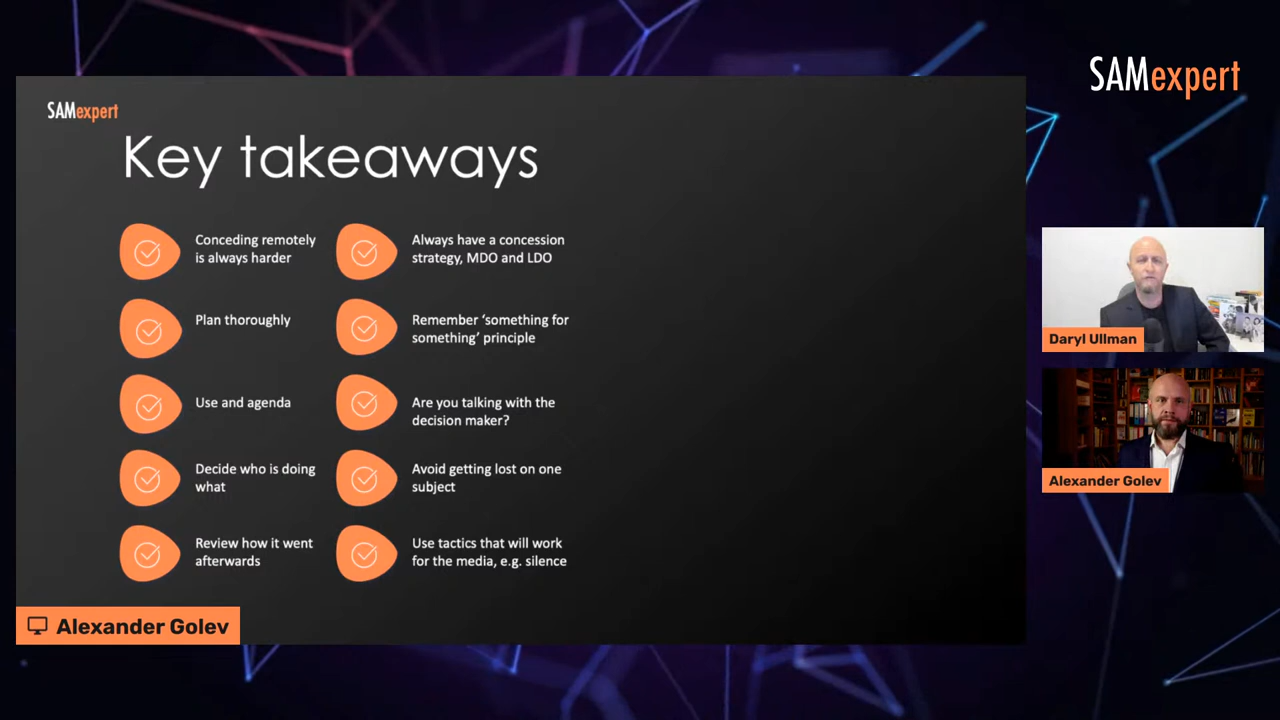 SAMexpert
SAMexpert
Key takeaways
Conceding remotely
is always harder
Plan thoroughly
Use and agenda
Decide who is doing
what
Review how it went
afterwards
Always have a concession
strategy, MDO and LDO
Remember ‘something for
something’ principle
Are you talking with the
decision maker?
Avoid getting lost on one
subject
Use tactics that will work
for the media, e.g. silence
Alexander Golev
Daryl Ullman
Alexander Golev